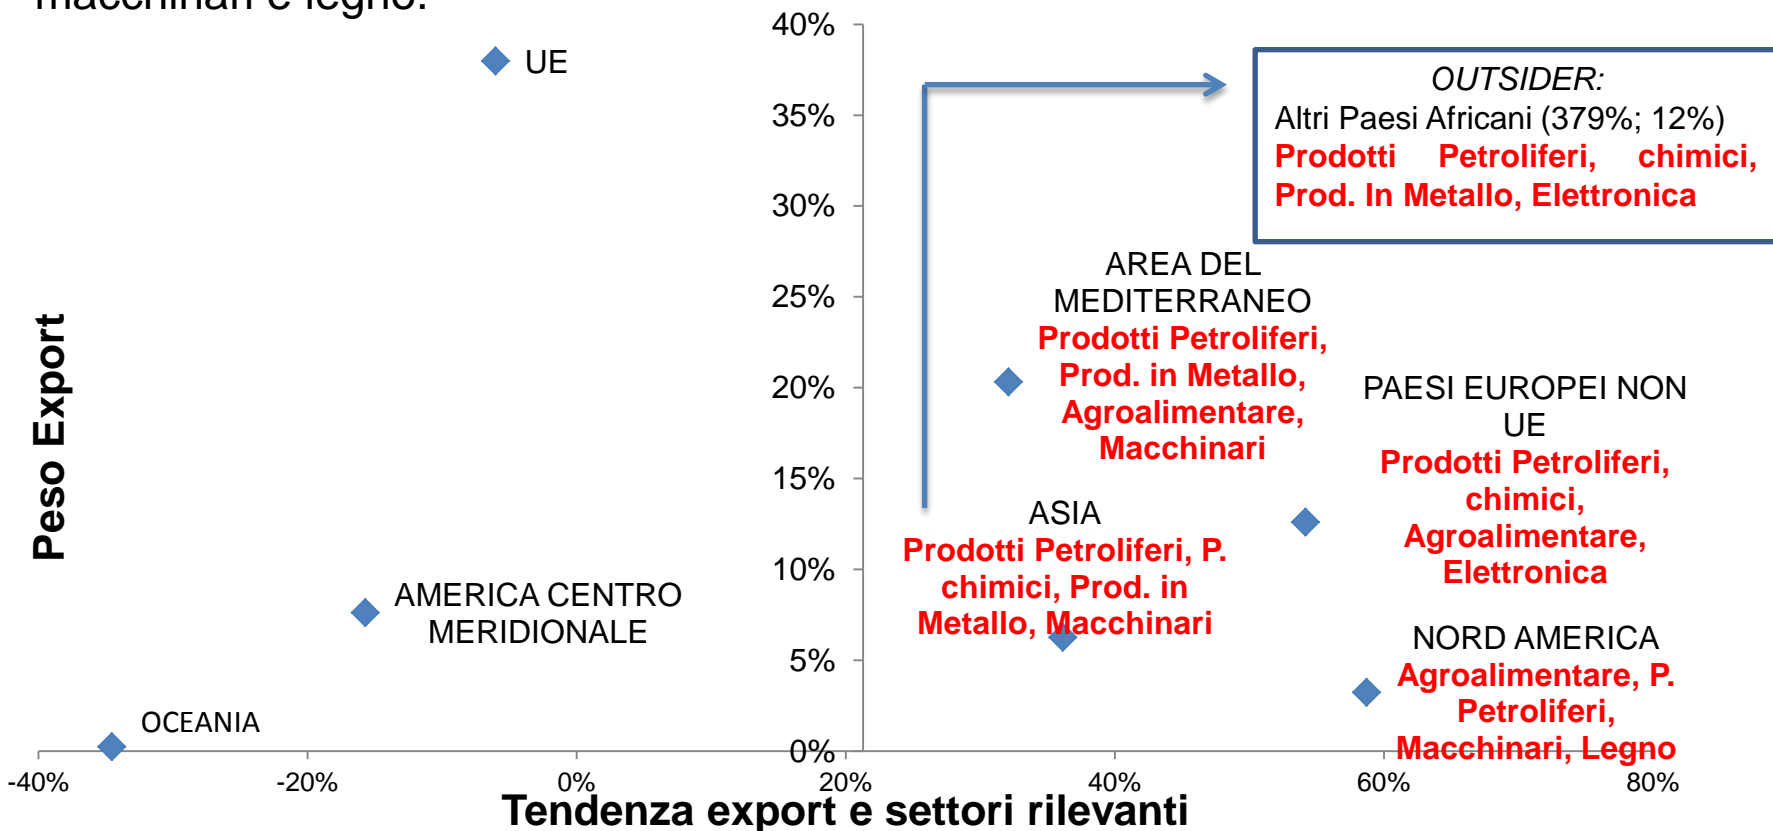 macchinari e legno.
40%
35%
30%
25%
20%
15%
10%
5%
0%
Peso Export
UE
OUTSIDER:
Altri Paesi Africani (379%; 12%)
Prodotti Petroliferi, chimici,
Prod. In Metallo, Elettronica
AREA DEL
MEDITERRANEO
Prodotti Petroliferi,
Prod. in Metallo,
Agroalimentare,
Macchinari
PAESI EUROPEI NON
UE
Prodotti Petroliferi,
chimici,
Agroalimentare,
Elettronica
ASIA
Prodotti Petroliferi, P.
chimici, Prod. in
Metallo, Macchinari
AMERICA CENTRO
MERIDIONALE
NORD AMERICA
Agroalimentare, P.
Petroliferi,
Macchinari, Legno
OCEANIA
-40%
-20%
0%
20%
40%
60%
80%
Tendenza export e settori rilevanti